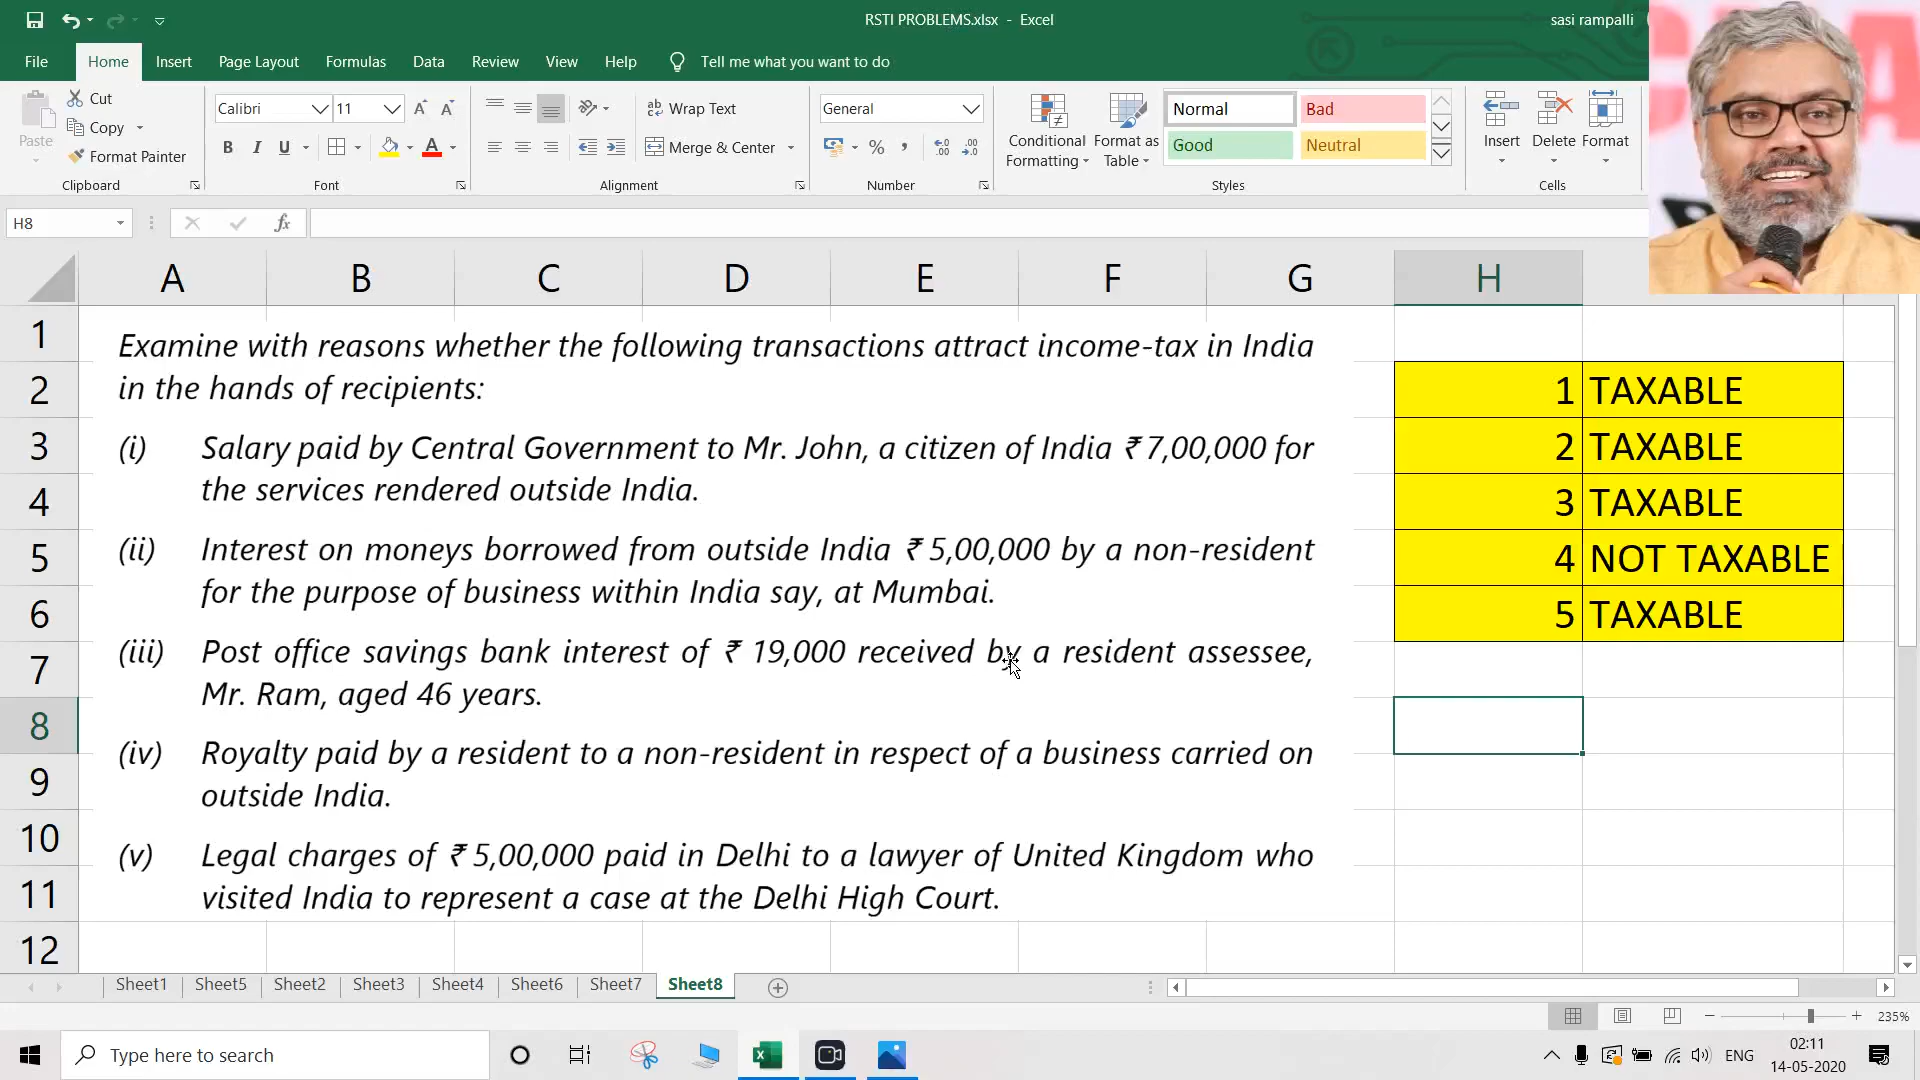 RSTI PROBLEMS.xlsx - Excel
sasi rampalli
File Home Insert Page Layout Formulas Data Review View Help Tell me what you want to do
Paste
Cut
Copy
Format Painter
Clipboard
Calibri 11
B I U
Font
Wrap Text
Merge & Center
Alignment
General
Number
Conditional Formatting
Format as Table
Normal Bad
Good Neutral
Styles
Insert Delete Format
Cells
H8
fx
A B C D E F G H
1
2
3
4
5
6
7
8
9
10
11
12
Examine with reasons whether the following transactions attract income-tax in India
in the hands of recipients:
(i) Salary paid by Central Government to Mr. John, a citizen of India ₹ 7,00,000 for
the services rendered outside India.
(ii) Interest on moneys borrowed from outside India ₹ 5,00,000 by a non-resident
for the purpose of business within India say, at Mumbai.
(iii) Post office savings bank interest of ₹ 19,000 received by a resident assessee,
Mr. Ram, aged 46 years.
(iv) Royalty paid by a resident to a non-resident in respect of a business carried on
outside India.
(v) Legal charges of ₹ 5,00,000 paid in Delhi to a lawyer of United Kingdom who
visited India to represent a case at the Delhi High Court.
1 TAXABLE
2 TAXABLE
3 TAXABLE
4 NOT TAXABLE
5 TAXABLE
Sheet1 Sheet5 Sheet2 Sheet3 Sheet4 Sheet6 Sheet7 Sheet8
235%
Type here to search
ENG
02:11
14-05-2020